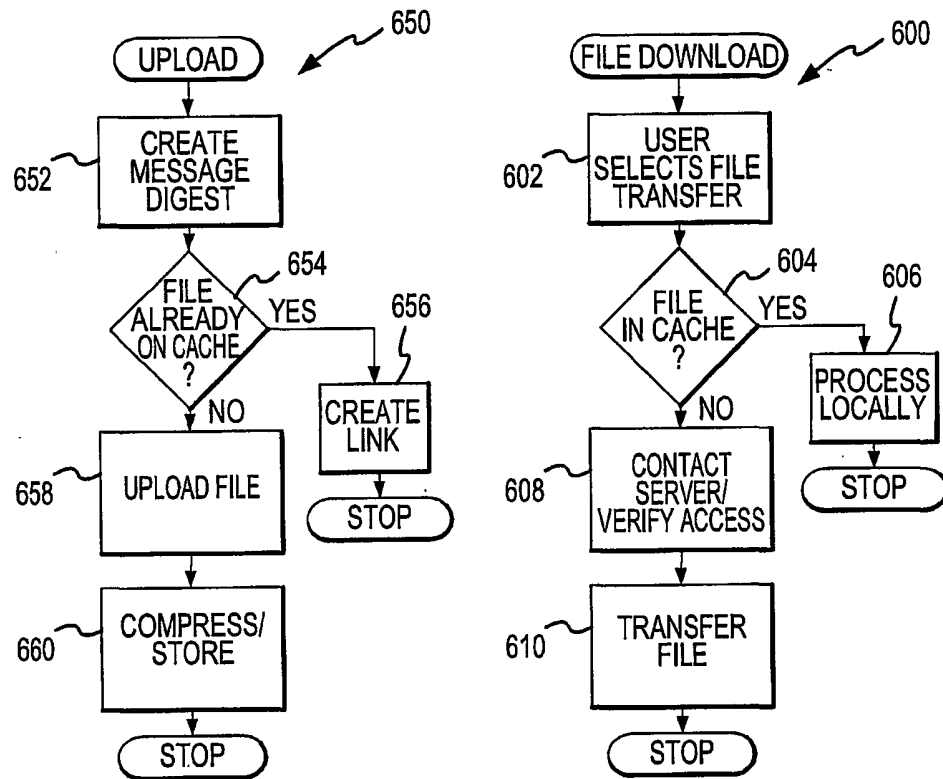 UPLOAD
650
652
CREATE
MESSAGE
DIGEST
654
FILE
ALREADY
ON CACHE
?
YES
656
CREATE
LINK
STOP
NO
658
UPLOAD FILE
660
COMPRESS/
STORE
STOP
FILE DOWNLOAD
600
602
USER
SELECTS FILE
TRANSFER
604
FILE
IN CACHE
?
YES
606
PROCESS
LOCALLY
STOP
NO
608
CONTACT
SERVER/
VERIFY ACCESS
610
TRANSFER
FILE
STOP